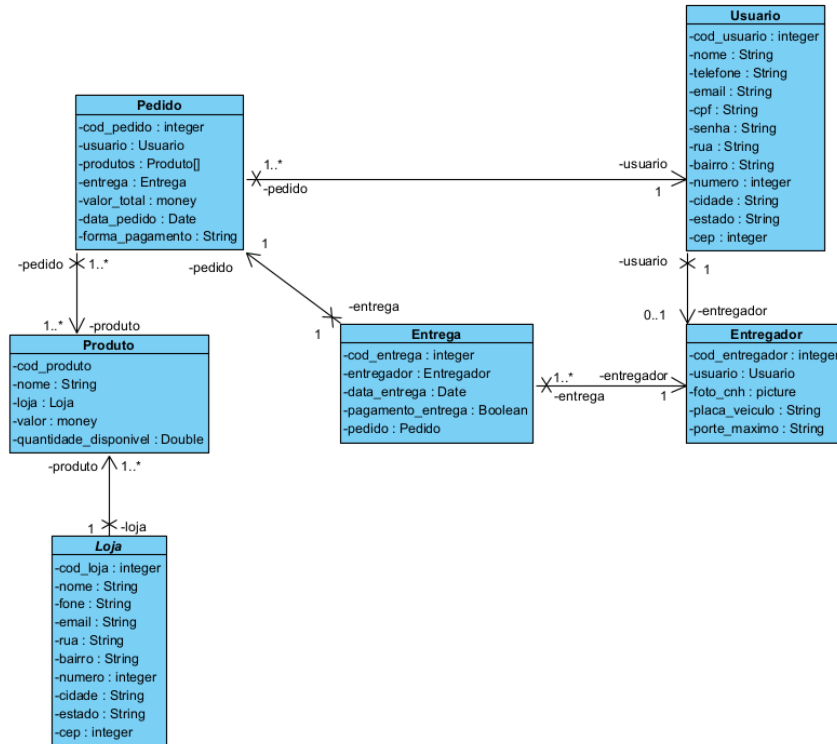 Usuario
-cod_usuario : integer
-nome : String
-telefone : String
-email : String
-cpf : String
-senha : String
-rua : String
-bairro : String
-numero : integer
-cidade : String
-estado : String
-cep : integer
Pedido
-cod_pedido : integer
-usuario : Usuario
-produtos : Produto[]
-entrega : Entrega
-valor_total : money
-data_pedido : Date
-forma_pagamento : String
1..*
-pedido
-usuario
1
-pedido
1..*
1..*
-produto
1
-pedido
-entrega
1
-usuario
1
0..1
-entregador
Produto
-cod_produto
-nome : String
-loja : Loja
-valor : money
-quantidade_disponivel : Double
Entrega
-cod_entrega : integer
-entregador : Entregador
-data_entrega : Date
-pagamento_entrega : Boolean
-pedido : Pedido
1..*
-entrega
-entregador
1
Entregador
-cod_entregador : integer
-usuario : Usuario
-foto_cnh : picture
-placa_veiculo : String
-porte_maximo : String
-produto
1..*
1
-loja
Loja
-cod_loja : integer
-nome : String
-fone : String
-email : String
-rua : String
-bairro : String
-numero : integer
-cidade : String
-estado : String
-cep : integer